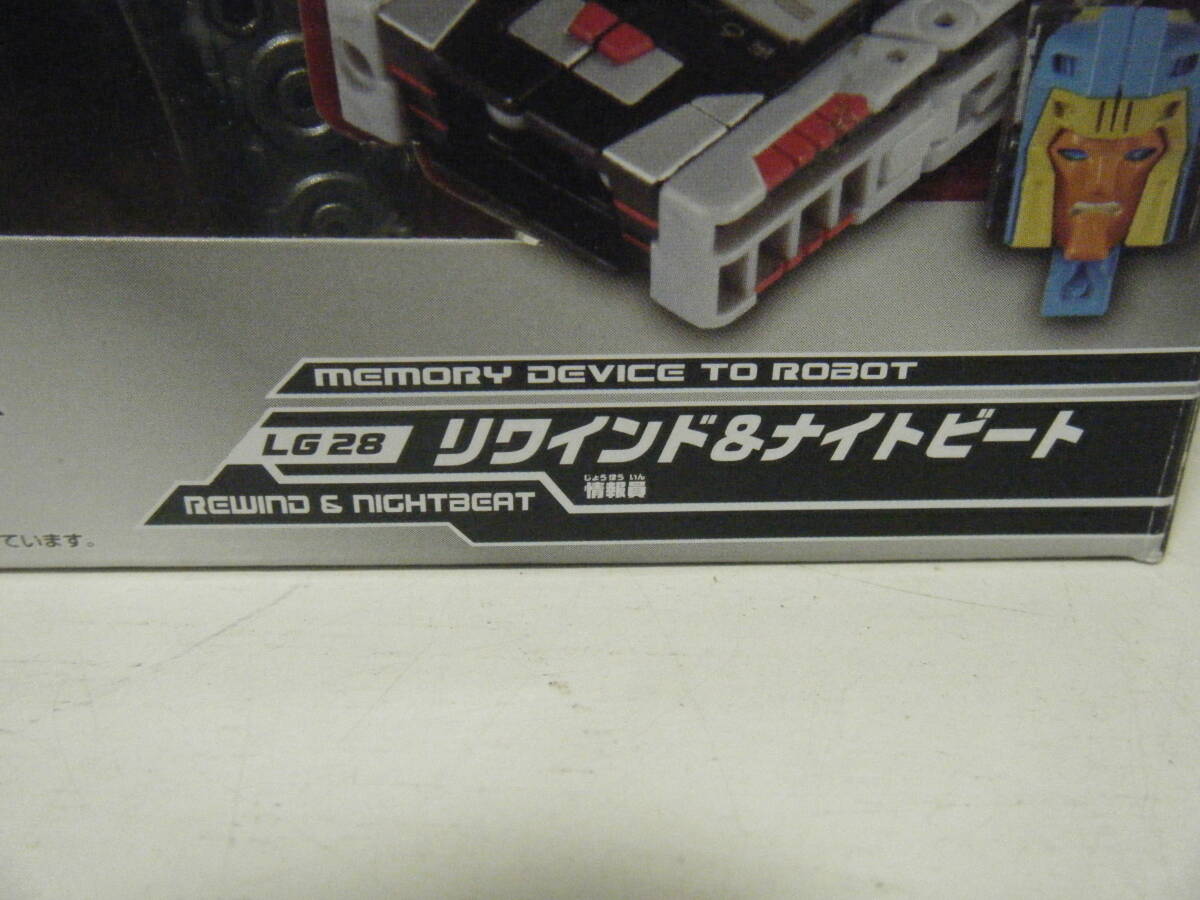 MEMORY DEVICE TO ROBOT
LG28 リワインド&ナイトビート
じょうほういん
情報員
REWIND & NIGHTBEAT
ています。